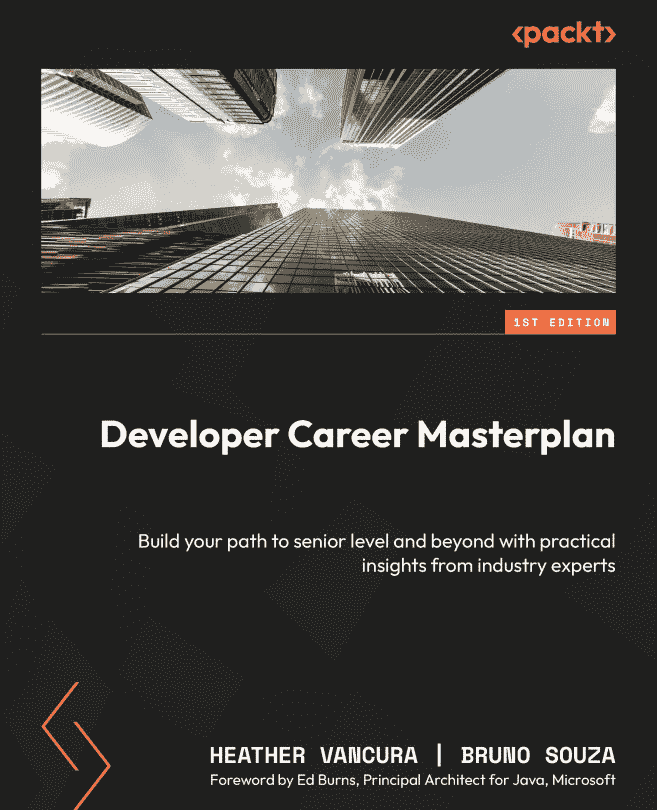 <packt>
1ST EDITION
Developer Career Masterplan
Build your path to senior level and beyond with practical
insights from industry experts
HEATHER VANCURA | BRUNO SOUZA
Foreword by Ed Burns, Principal Architect for Java, Microsoft